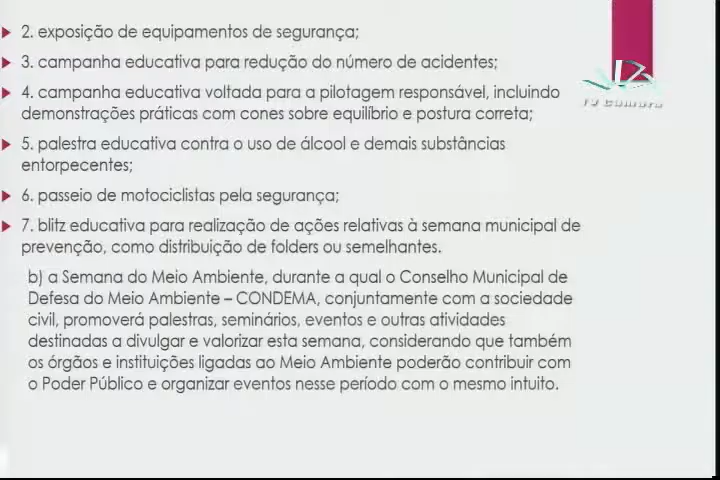 2. exposição de equipamentos de segurança;
3. campanha educativa para redução do número de acidentes;
4. campanha educativa voltada para a pilotagem responsável, incluindo
demonstrações práticas com cones sobre equilíbrio e postura correta;
5. palestra educativa contra o uso de álcool e demais substâncias
entorpecentes;
6. passeio de motociclistas pela segurança;
7. blitz educativa para realização de ações relativas à semana municipal de
prevenção, como distribuição de folders ou semelhantes.
b) a Semana do Meio Ambiente, durante a qual o Conselho Municipal de
Defesa do Meio Ambiente – CONDEMA, conjuntamente com a sociedade
civil, promoverá palestras, seminários, eventos e outras atividades
destinadas a divulgar e valorizar esta semana, considerando que também
os órgãos e instituições ligadas ao Meio Ambiente poderão contribuir com
o Poder Público e organizar eventos nesse período com o mesmo intuito.
TV Câmara